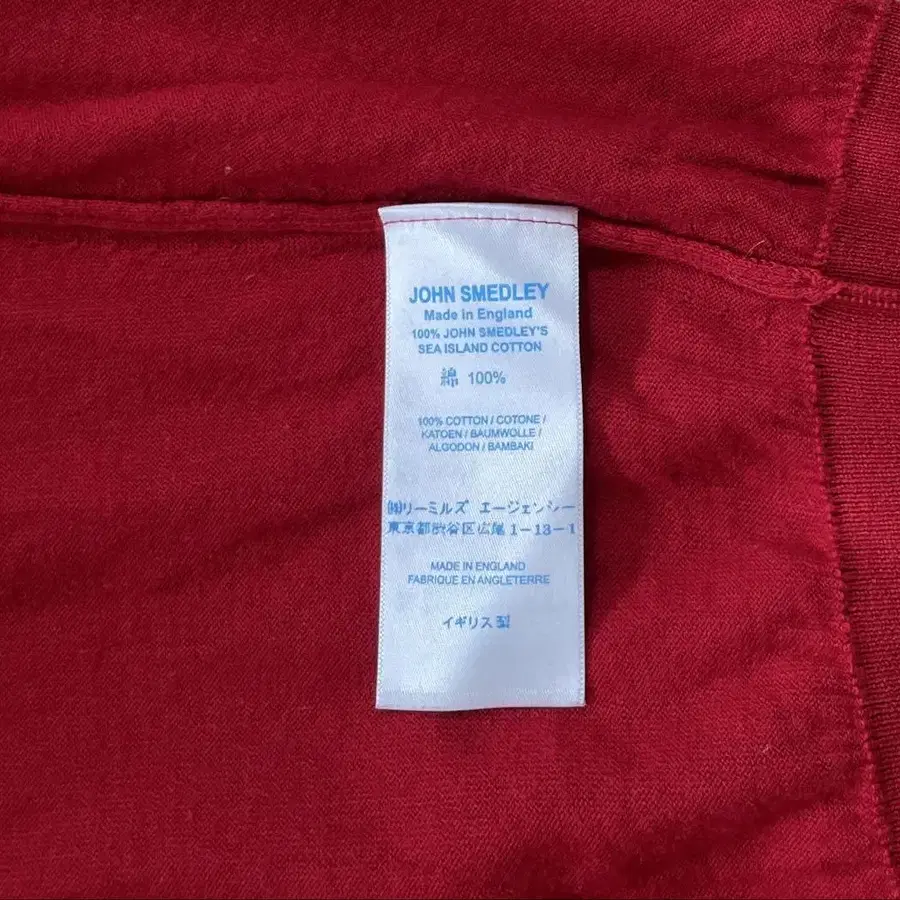 JOHN SMEDLEY
Made in England
100% JOHN SMEDLEY'S
SEA ISLAND COTTON
綿 100%
100% COTTON / COTONE /
KATOEN / BAUMWOLLE /
ALGODON / BAMBAKI
㈱リーミルズ エージェンシー
東京都渋谷区広尾1-13-1
MADE IN ENGLAND
FABRIQUE EN ANGLETERRE
イギリス製